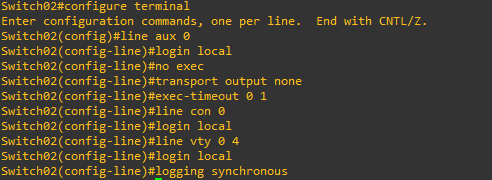 Switch02#configure terminal
Enter configuration commands, one per line.  End with CNTL/Z.
Switch02(config)#line aux 0
Switch02(config-line)#login local
Switch02(config-line)#no exec
Switch02(config-line)#transport output none
Switch02(config-line)#exec-timeout 0 1
Switch02(config-line)#line con 0
Switch02(config-line)#login local
Switch02(config-line)#line vty 0 4
Switch02(config-line)#login local
Switch02(config-line)#logging synchronous